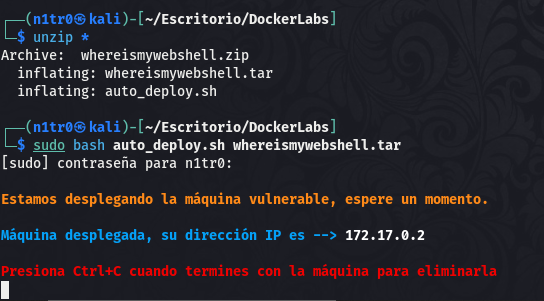 ┌──(n1tr0㉿kali)-[~/Escritorio/DockerLabs]
└─$ unzip *
Archive:  whereismywebshell.zip
  inflating: whereismywebshell.tar
  inflating: auto_deploy.sh
┌──(n1tr0㉿kali)-[~/Escritorio/DockerLabs]
└─$ sudo bash auto_deploy.sh whereismywebshell.tar
[sudo] contraseña para n1tr0:
Estamos desplegando la máquina vulnerable, espere un momento.
Máquina desplegada, su dirección IP es --> 172.17.0.2
Presiona Ctrl+C cuando termines con la máquina para eliminarla